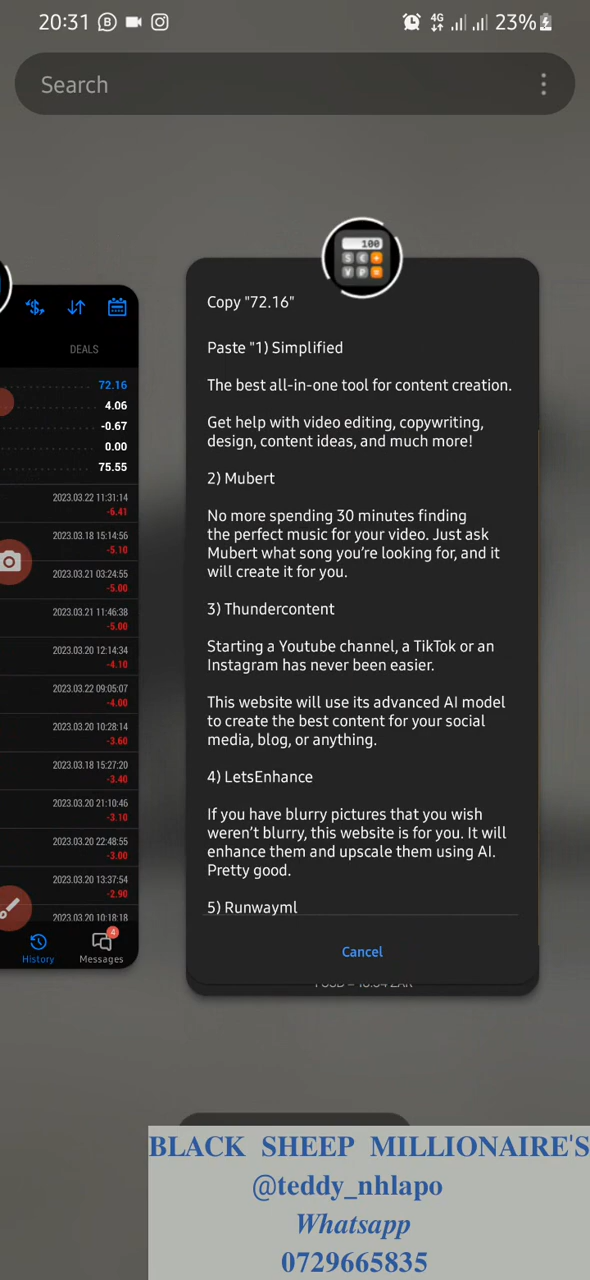 20:31
4G
23%
Search
100
DEALS
72.16
4.06
-0.67
0.00
75.55
2023.03.22 11:31:14
-6.41
2023.03.18 15:14:56
-5.10
2023.03.21 03:24:55
-5.00
2023.03.21 11:46:38
-5.00
2023.03.20 12:14:34
-4.10
2023.03.22 09:05:07
-4.00
2023.03.20 10:28:14
-3.60
2023.03.18 15:27:20
-3.40
2023.03.20 21:10:46
-3.10
2023.03.20 22:48:55
-3.00
2023.03.20 13:37:54
-2.90
2023.03.20 10:18:18
4
History
Messages
Copy "72.16"
Paste "1) Simplified
The best all-in-one tool for content creation.
Get help with video editing, copywriting,
design, content ideas, and much more!
2) Mubert
No more spending 30 minutes finding
the perfect music for your video. Just ask
Mubert what song you’re looking for, and it
will create it for you.
3) Thundercontent
Starting a Youtube channel, a TikTok or an
Instagram has never been easier.
This website will use its advanced AI model
to create the best content for your social
media, blog, or anything.
4) LetsEnhance
If you have blurry pictures that you wish
weren’t blurry, this website is for you. It will
enhance them and upscale them using AI.
Pretty good.
5) Runwayml
Cancel
BLACK SHEEP MILLIONAIRE'S
@teddy_nhlapo
Whatsapp
0729665835